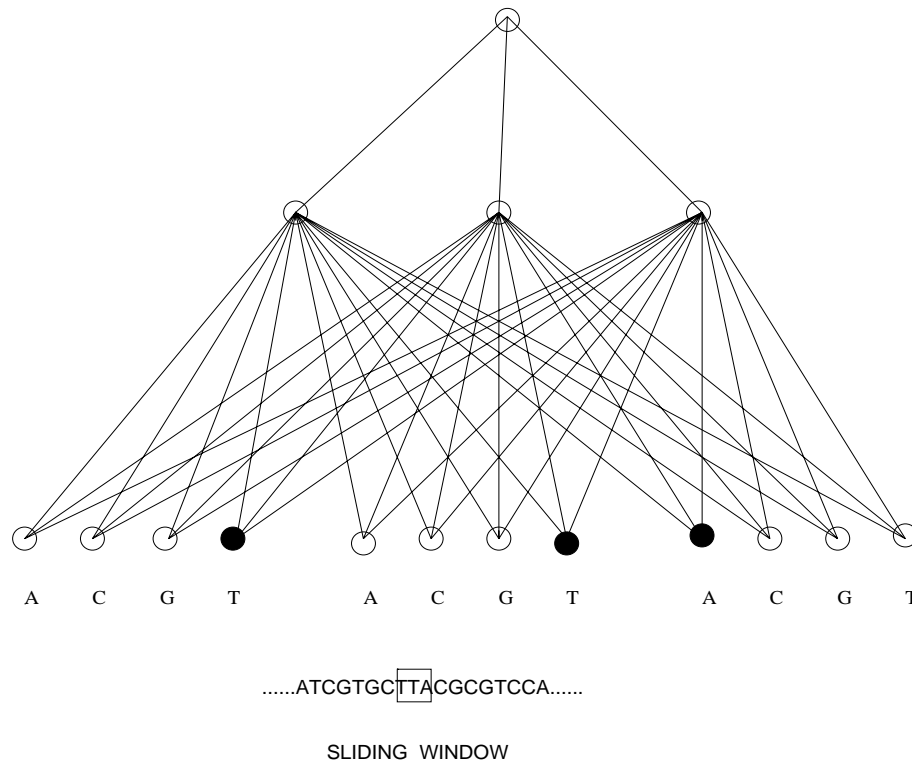 A C G T A C G T A C G T
......ATCGTGCTTACGCGTCCA......
SLIDING WINDOW